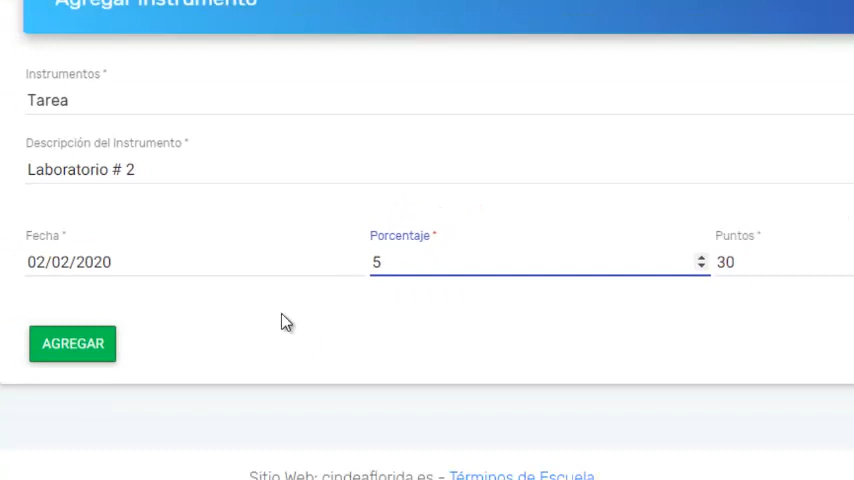 Agregar Instrumento
Instrumentos *
Tarea
Descripción del Instrumento *
Laboratorio # 2
Fecha *
Porcentaje *
Puntos *
02/02/2020
5
30
AGREGAR
Sitio Web: cindeaflorida.es - Términos de Escuela